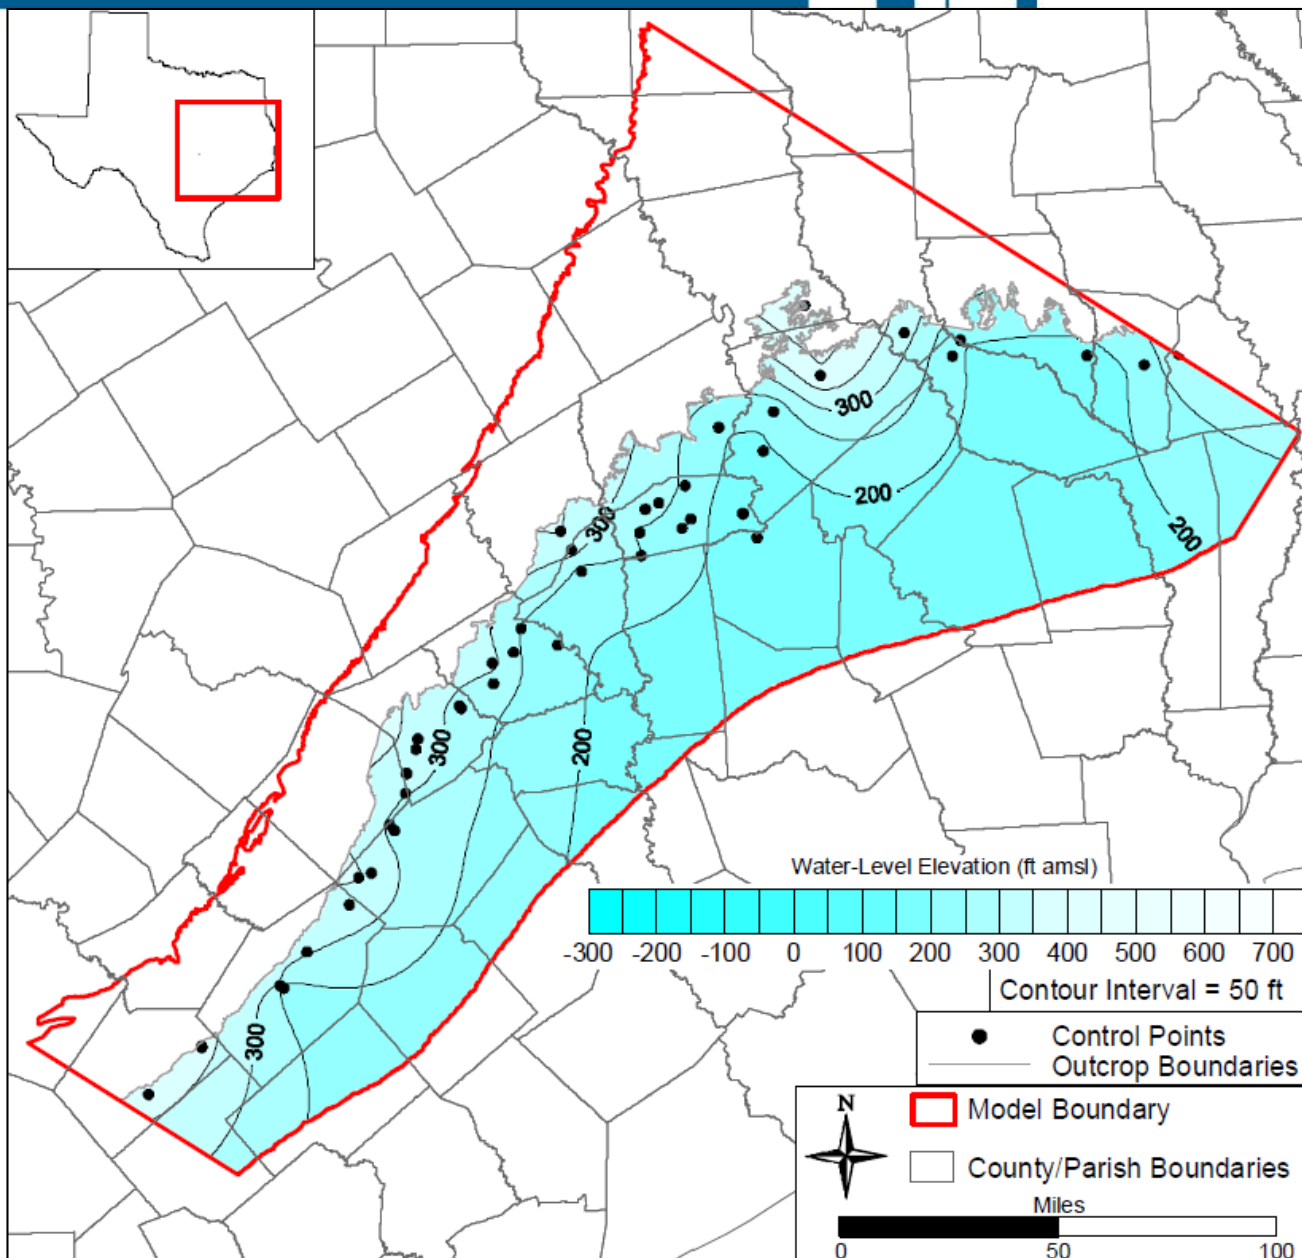 300
200
300
200
300
200
300
Water-Level Elevation (ft amsl)
-300 -200 -100 0 100 200 300 400 500 600 700
Contour Interval = 50 ft
Control Points
Outcrop Boundaries
N
Model Boundary
County/Parish Boundaries
Miles
0 50 100